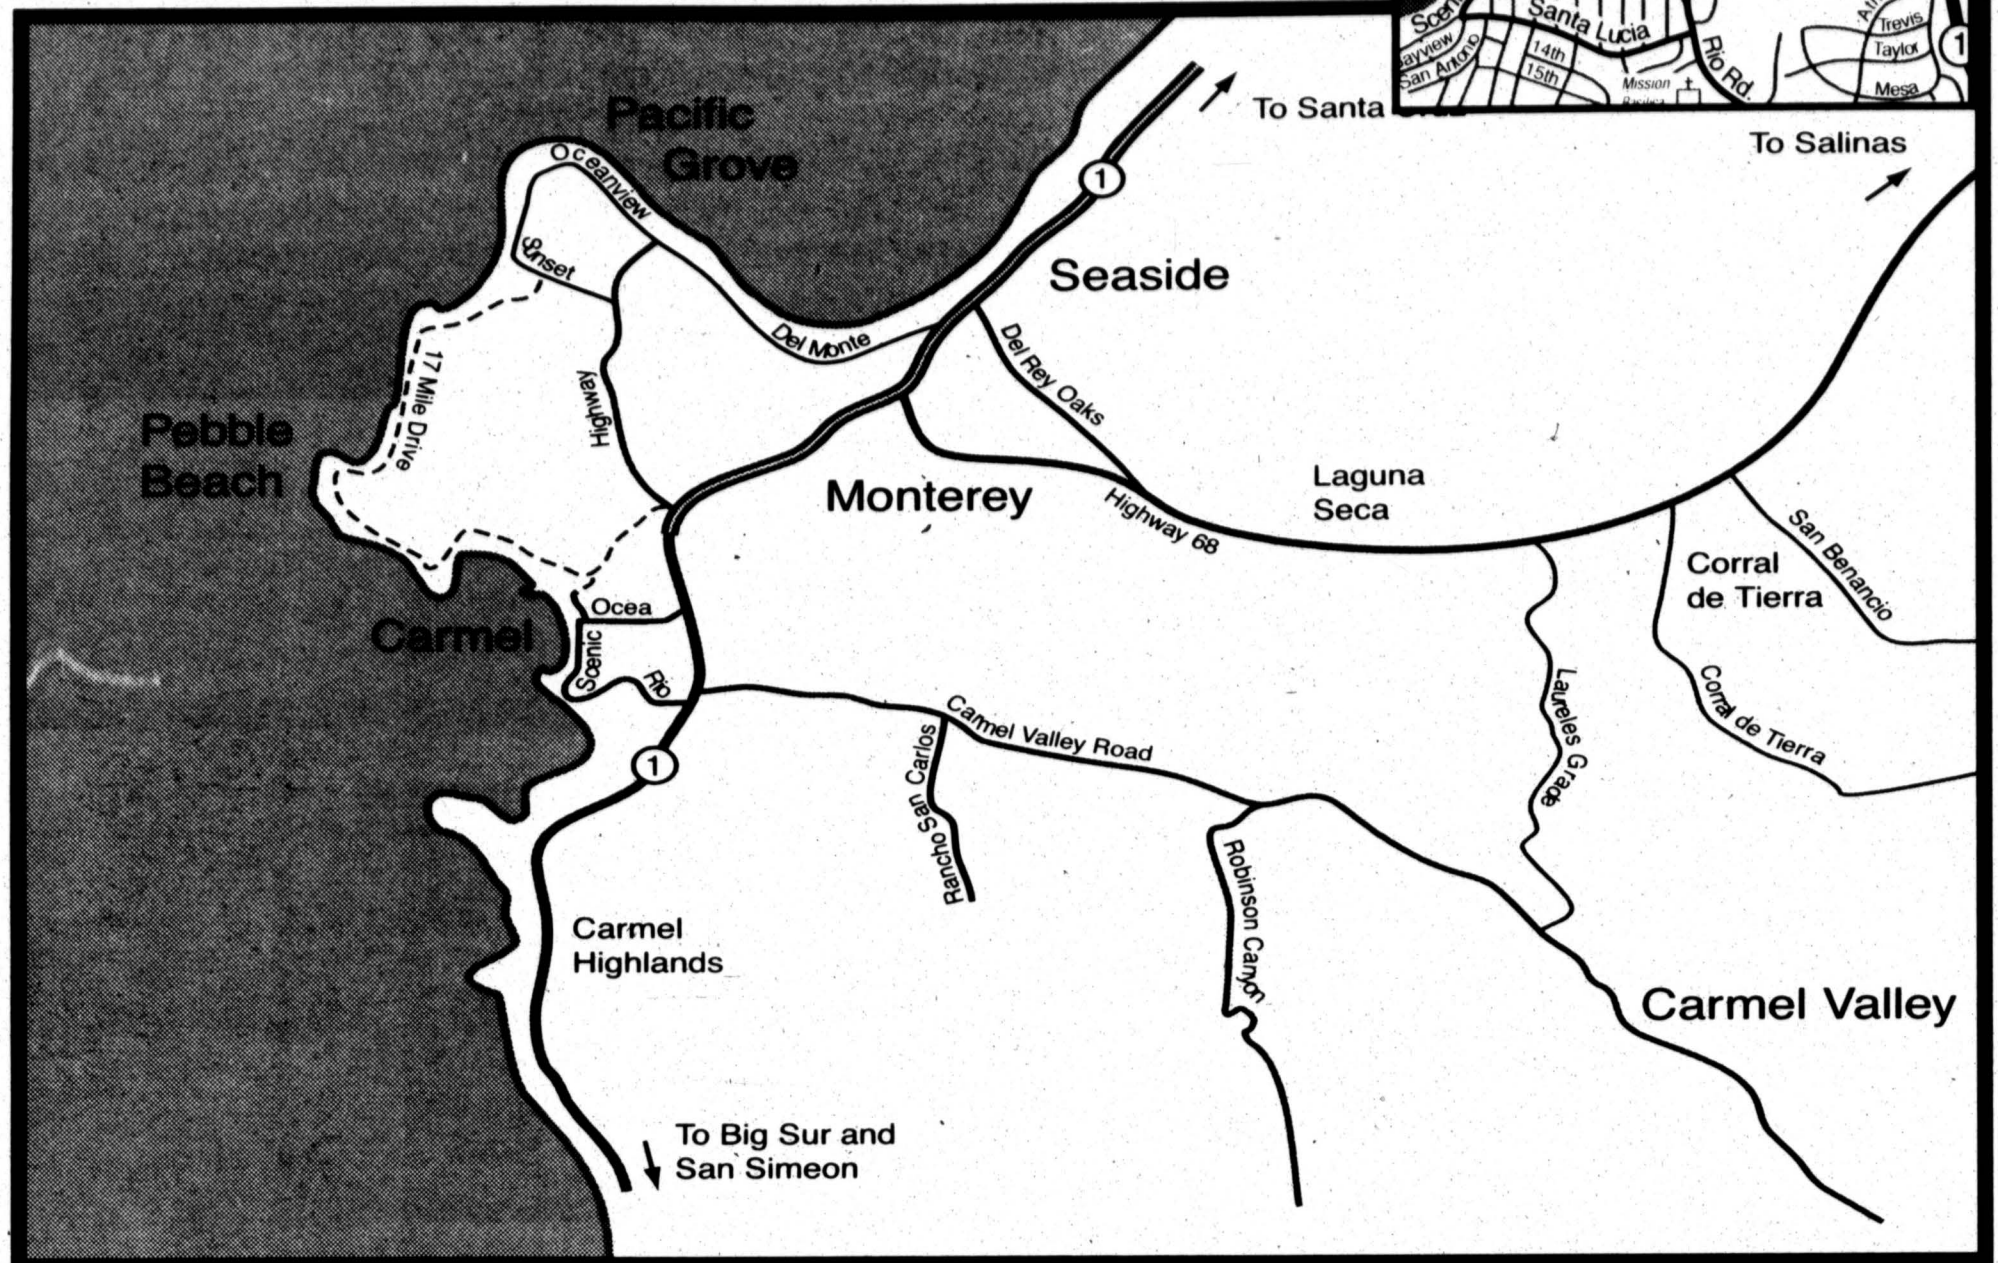 Scen
Santa Lucia
ayview
San Antonio
14th
15th
Mission
Rio Rd.
Trevis
Taylor
Mesa
1
To Santa
To Salinas
Pacific
Grove
Oceanview
Sunset
1
Seaside
Del Monte
Del Rey Oaks
17 Mile Drive
Highway
Pebble
Beach
Monterey
Highway 68
Laguna
Seca
San Benancio
Corral
de Tierra
Ocea
Carmel
Scenic
Rio
Laureles Grade
Corral de Tierra
Carmel Valley Road
Rancho San Carlos
1
Robinson Canyon
Carmel
Highlands
Carmel Valley
To Big Sur and
San Simeon